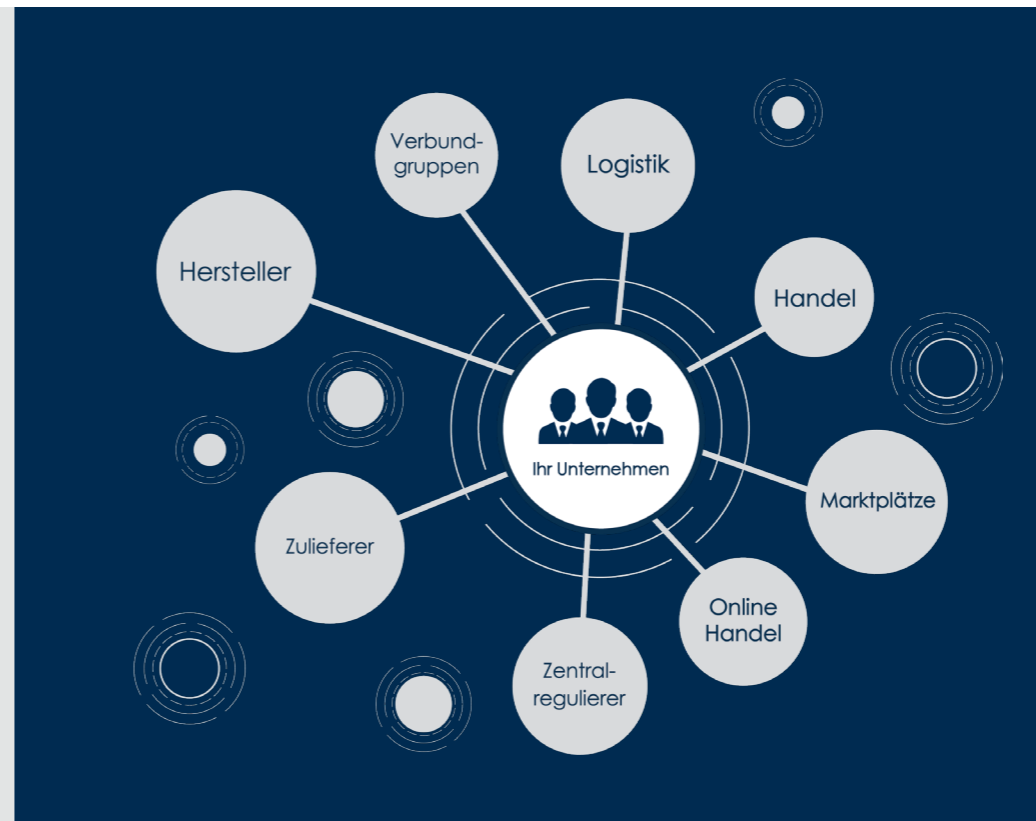 Verbund-
gruppen
Logistik
Hersteller
Handel
Ihr Unternehmen
Marktplätze
Zulieferer
Online
Handel
Zentral-
regulierer